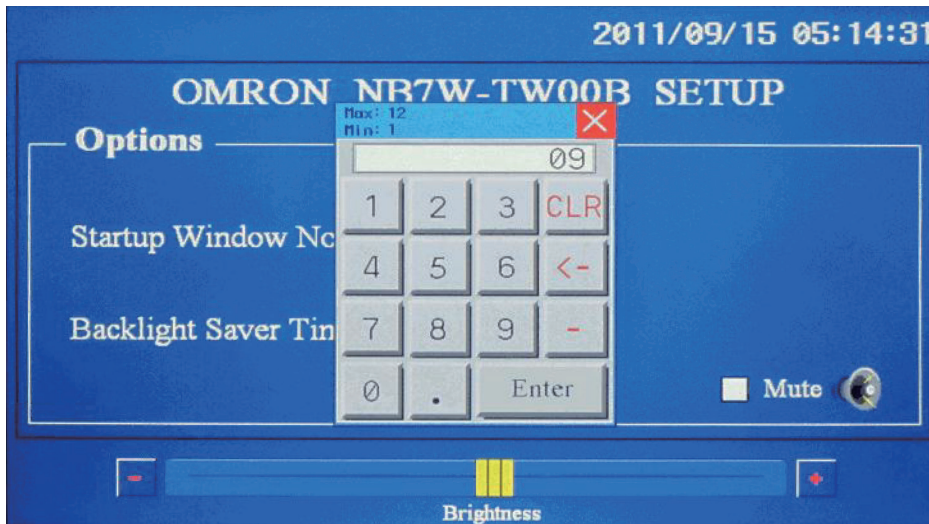 2011/09/15 05:14:31
OMRON NB7W-TW00B SETUP
Max: 12
Min: 1
Options
09
1 2 3 CLR
Startup Window No
4 5 6 <-
Backlight Saver Tim
7 8 9 -
0 . Enter
Mute
- +
Brightness